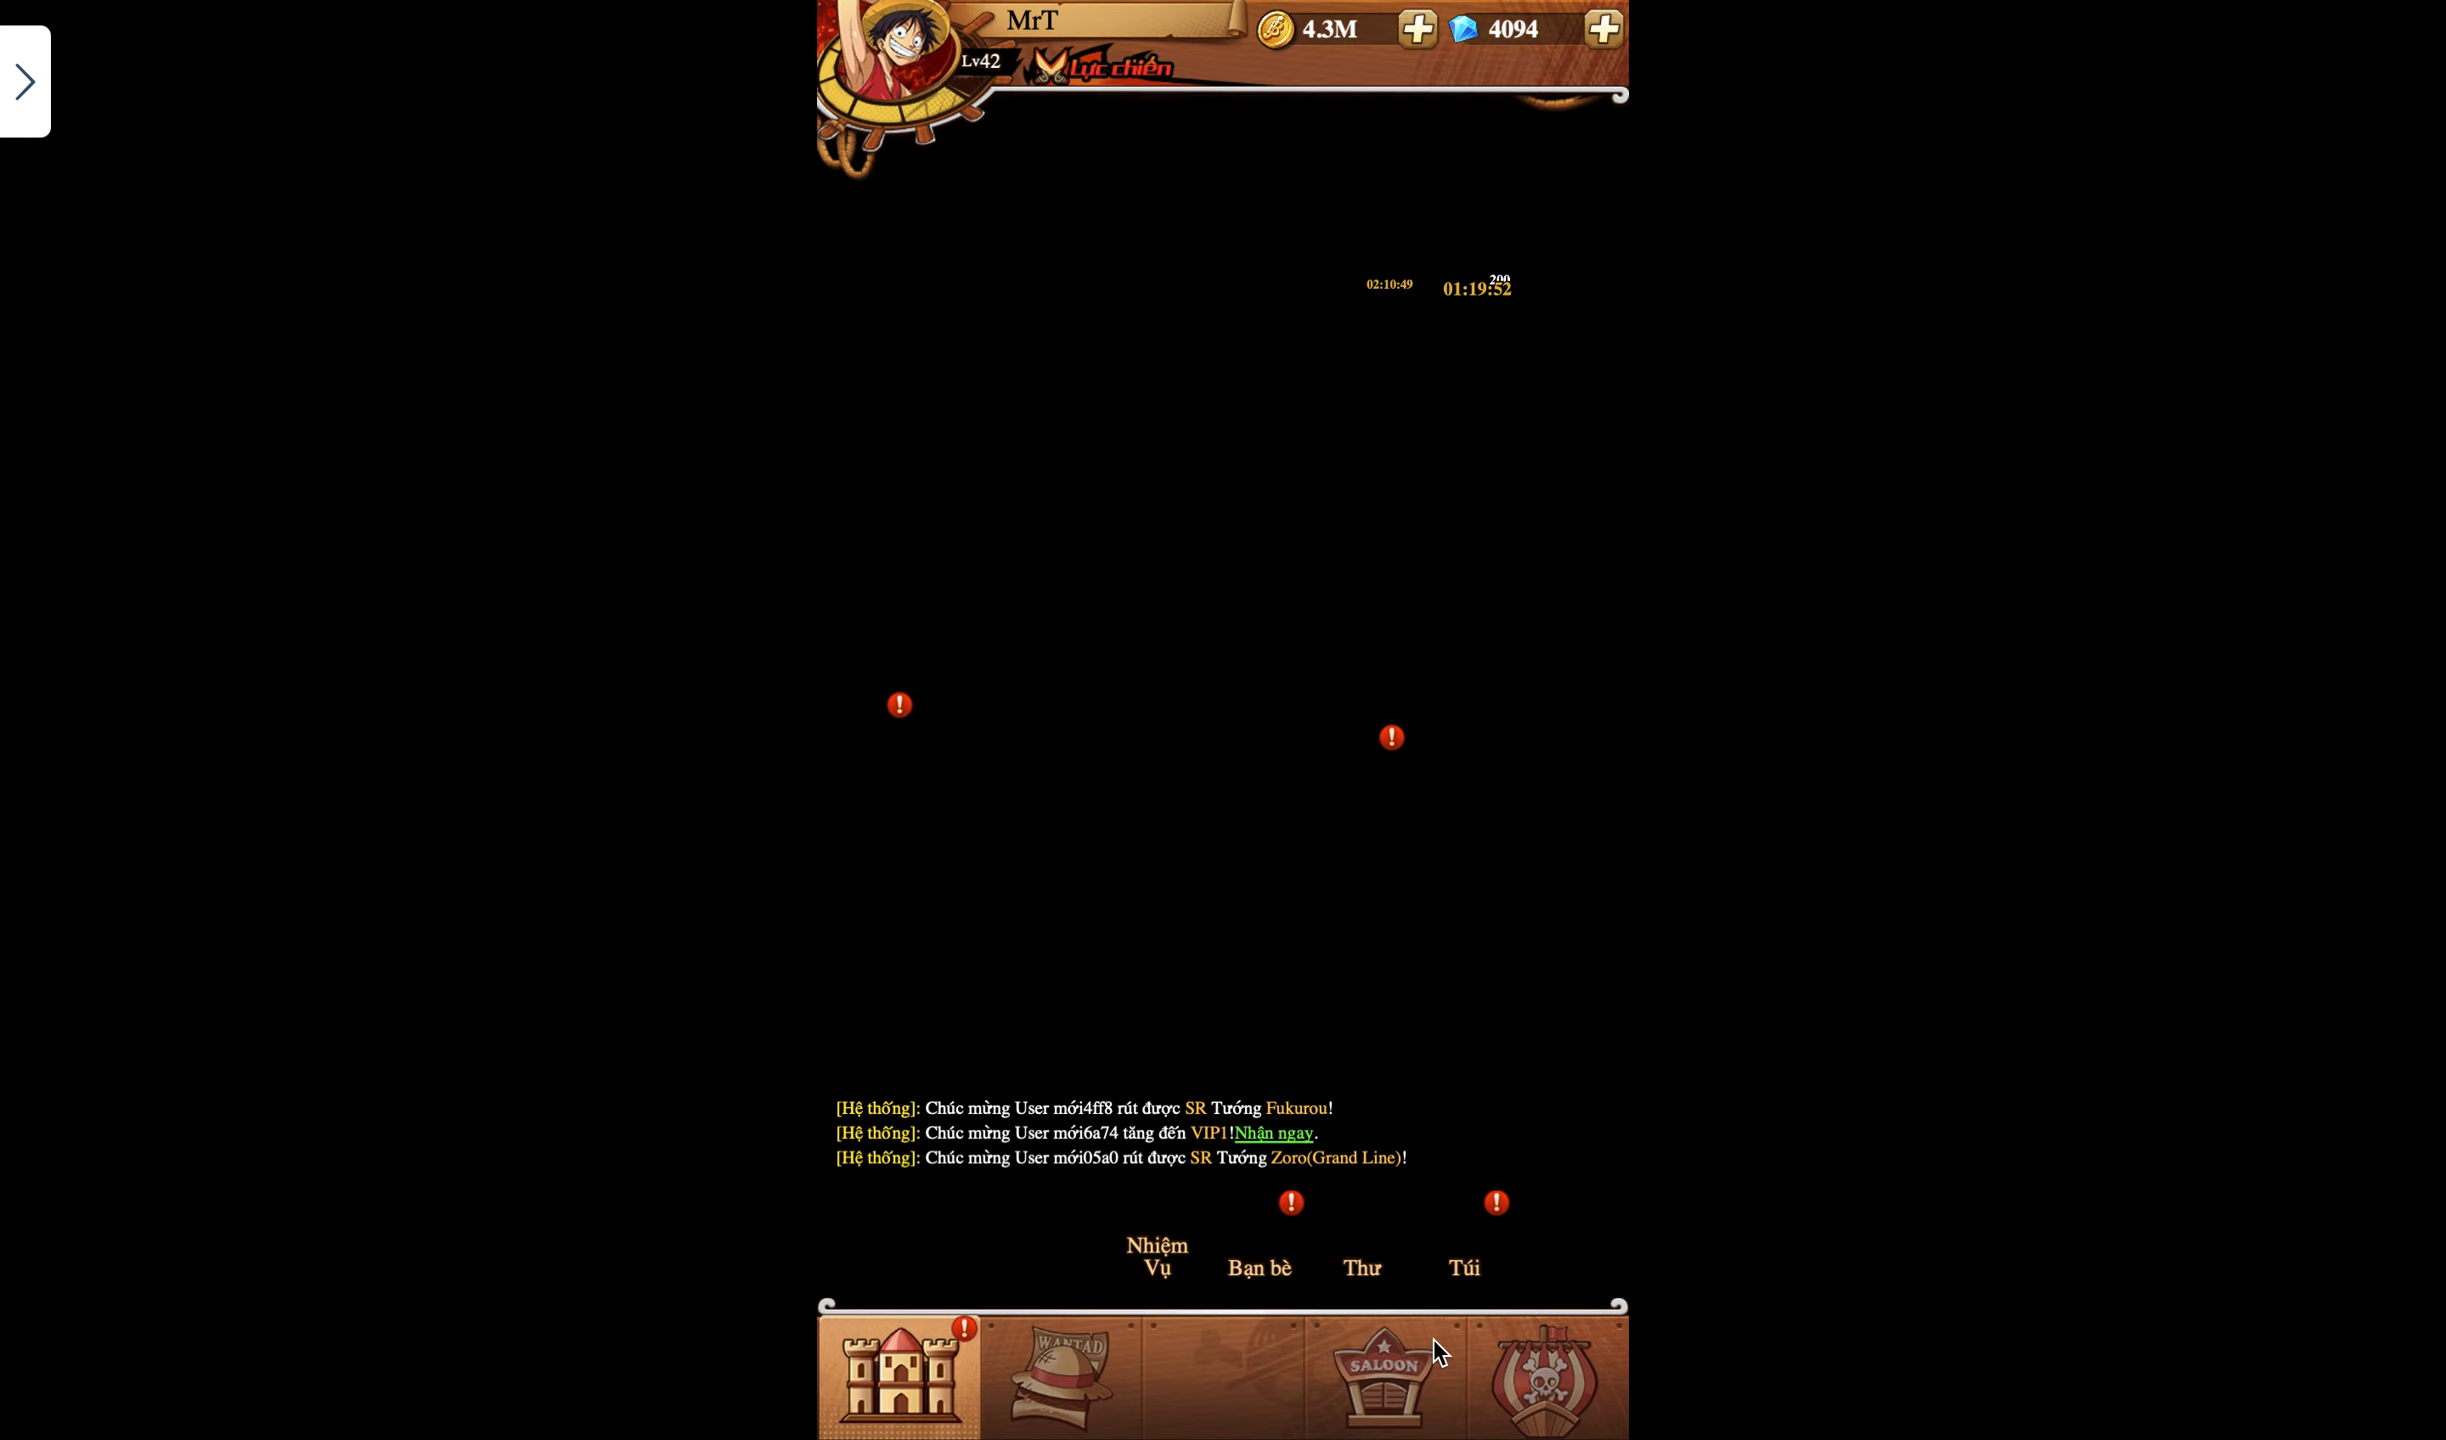 MrT
4.3M
4094
Lv42
Lực chiến
200
02:10:49
01:19:52
[Hệ thống]: Chúc mừng User mới4ff8 rút được SR Tướng Fukurou!
[Hệ thống]: Chúc mừng User mới6a74 tăng đến VIP1!Nhận ngay.
[Hệ thống]: Chúc mừng User mới05a0 rút được SR Tướng Zoro(Grand Line)!
Nhiệm
Vụ
Bạn bè
Thư
Túi
WANTAD
SALOON